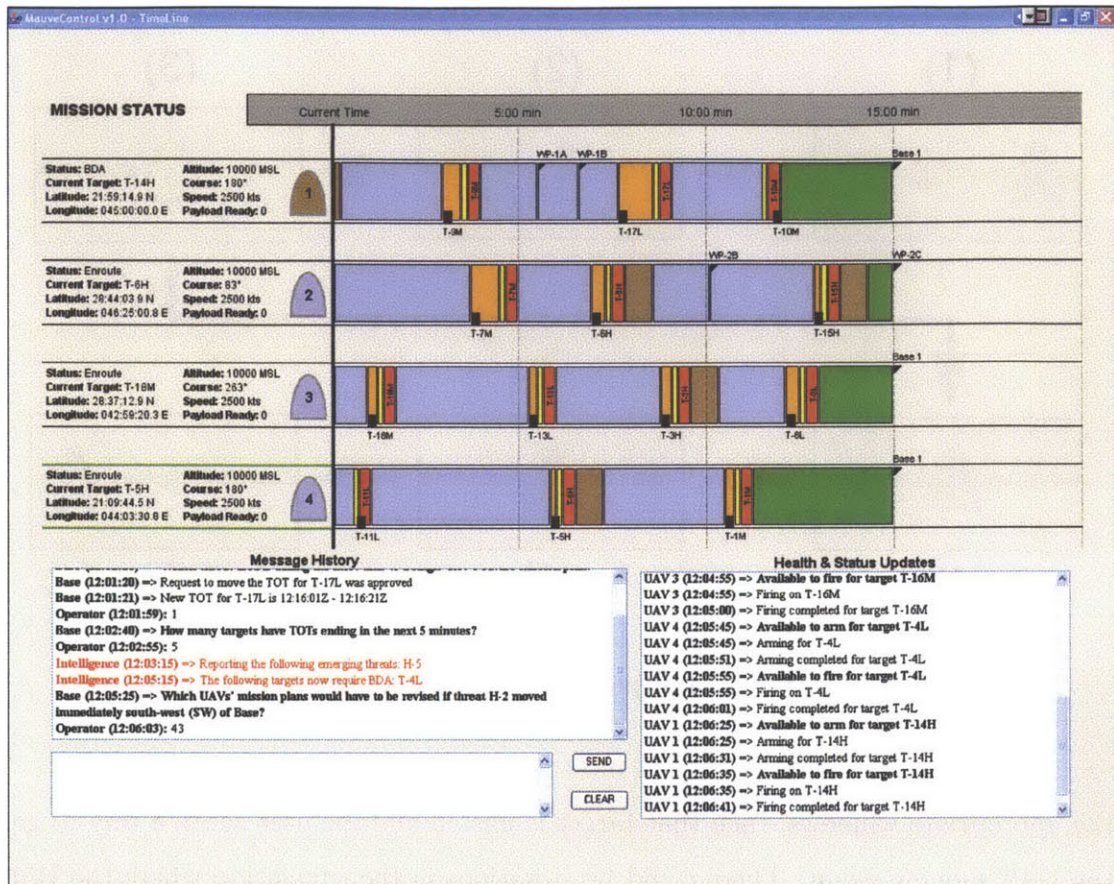 MauveControl v1.0 - TimeLine
MISSION STATUS
Current Time
5:00 min
10:00 min
15:00 min
WP-1A
WP-1B
Base 1
Status: BDA
Altitude: 10000 MSL
Current Target: T-14H
Course: 180°
Latitude: 21:59:14.9 N
Speed: 2500 kts
Longitude: 045:00:00.0 E
Payload Ready: 0
1
T-9M
T-17L
T-10M
T-9M
T-17L
T-10M
WP-2B
WP-2C
Status: Enroute
Altitude: 10000 MSL
Current Target: T-6H
Course: 83°
Latitude: 28:44:03.9 N
Speed: 2500 kts
Longitude: 046:25:00.8 E
Payload Ready: 0
2
T-7M
T-15H
T-7M
T-6H
T-15H
Base 1
Status: Enroute
Altitude: 10000 MSL
Current Target: T-18M
Course: 263°
Latitude: 28:37:12.9 N
Speed: 2500 kts
Longitude: 042:59:20.3 E
Payload Ready: 0
3
T-13L
T-3H
T-16M
T-13L
T-3H
T-6L
Base 1
Status: Enroute
Altitude: 10000 MSL
Current Target: T-5H
Course: 180°
Latitude: 21:09:44.5 N
Speed: 2500 kts
Longitude: 044:03:30.8 E
Payload Ready: 0
4
T-11L
T-5H
T-1M
T-11L
T-5H
T-1M
Message History
Base (12:01:20) => Request to move the TOT for T-17L was approved
Base (12:01:21) => New TOT for T-17L is 12:16:01Z - 12:16:21Z
Operator (12:01:59): 1
Base (12:02:40) => How many targets have TOTs ending in the next 5 minutes?
Operator (12:02:55): 5
Intelligence (12:03:15) => Reporting the following emerging threats: H-5
Intelligence (12:05:15) => The following targets now require BDA: T-4L
Base (12:05:25) => Which UAVs' mission plans would have to be revised if threat H-2 moved
immediately south-west (SW) of Base?
Operator (12:06:03): 43
SEND
CLEAR
Health & Status Updates
UAV 3 (12:04:55) => Available to fire for target T-16M
UAV 3 (12:04:55) => Firing on T-16M
UAV 3 (12:05:00) => Firing completed for target T-16M
UAV 4 (12:05:45) => Available to arm for target T-4L
UAV 4 (12:05:45) => Arming for T-4L
UAV 4 (12:05:51) => Arming completed for target T-4L
UAV 4 (12:05:55) => Available to fire for target T-4L
UAV 4 (12:05:55) => Firing on T-4L
UAV 4 (12:06:01) => Firing completed for target T-4L
UAV 1 (12:06:25) => Available to arm for target T-14H
UAV 1 (12:06:25) => Arming for T-14H
UAV 1 (12:06:31) => Arming completed for target T-14H
UAV 1 (12:06:35) => Available to fire for target T-14H
UAV 1 (12:06:35) => Firing on T-14H
UAV 1 (12:06:41) => Firing completed for target T-14H